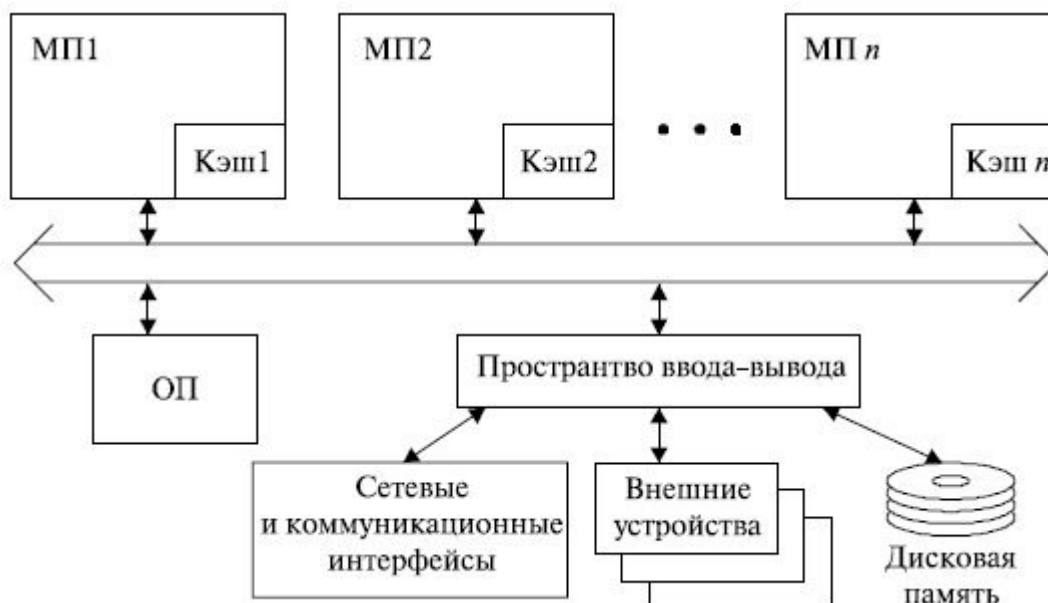 МП1
МП2
МП n
Кэш1
Кэш2
Кэш n
ОП
Пространтво ввода–вывода
Сетевые
и коммуникационные
интерфейсы
Внешние
устройства
Дисковая
память